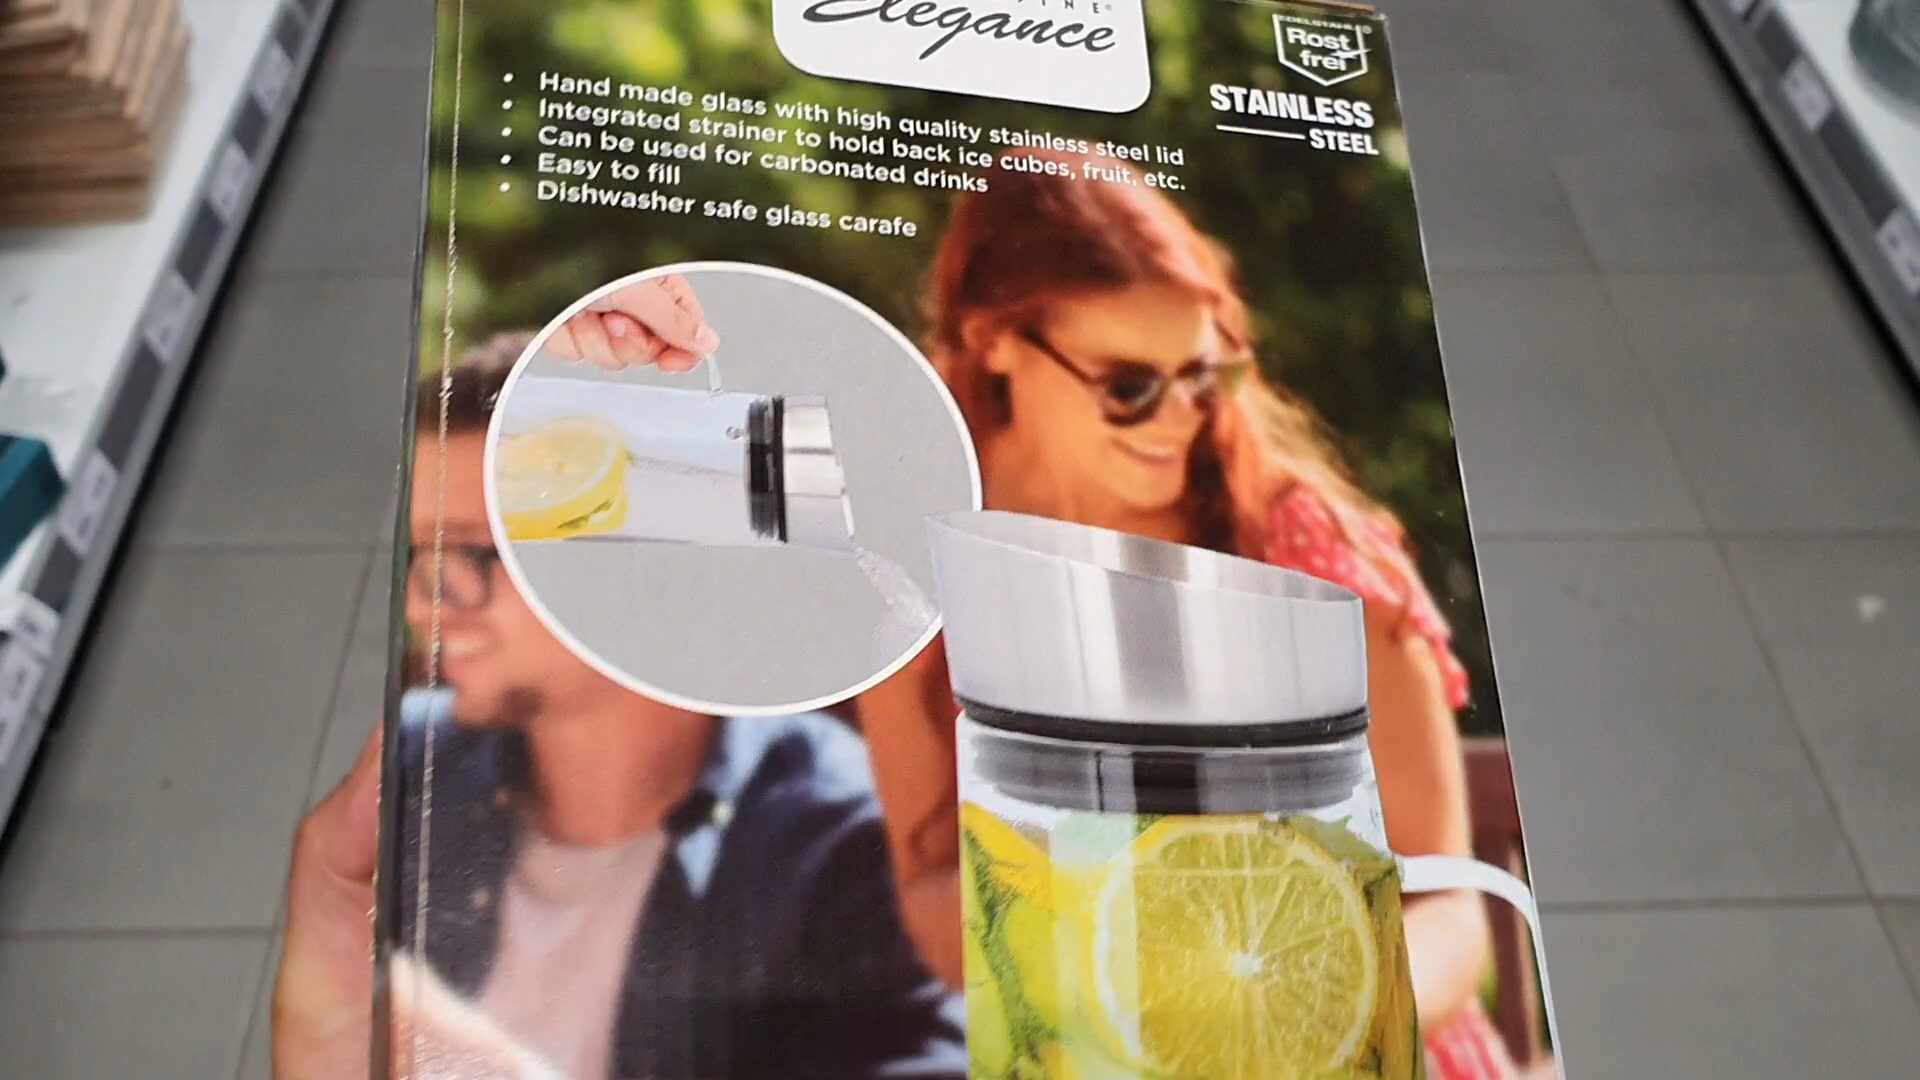 Elegance
• Hand made glass with high quality stainless steel lid
• Integrated strainer to hold back ice cubes, fruit, etc.
• Can be used for carbonated drinks
• Easy to fill
• Dishwasher safe glass carafe
EDELSTAHL®
Rost
frei
STAINLESS
STEEL